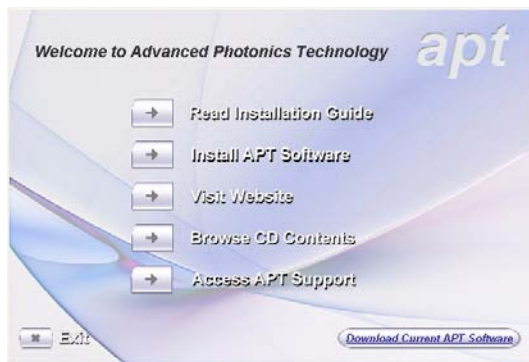 Welcome to Advanced Photonics Technology
apt
Read Installation Guide
Install APT Software
Visit Website
Browse CD Contents
Access APT Support
Exit
Download Current APT Software